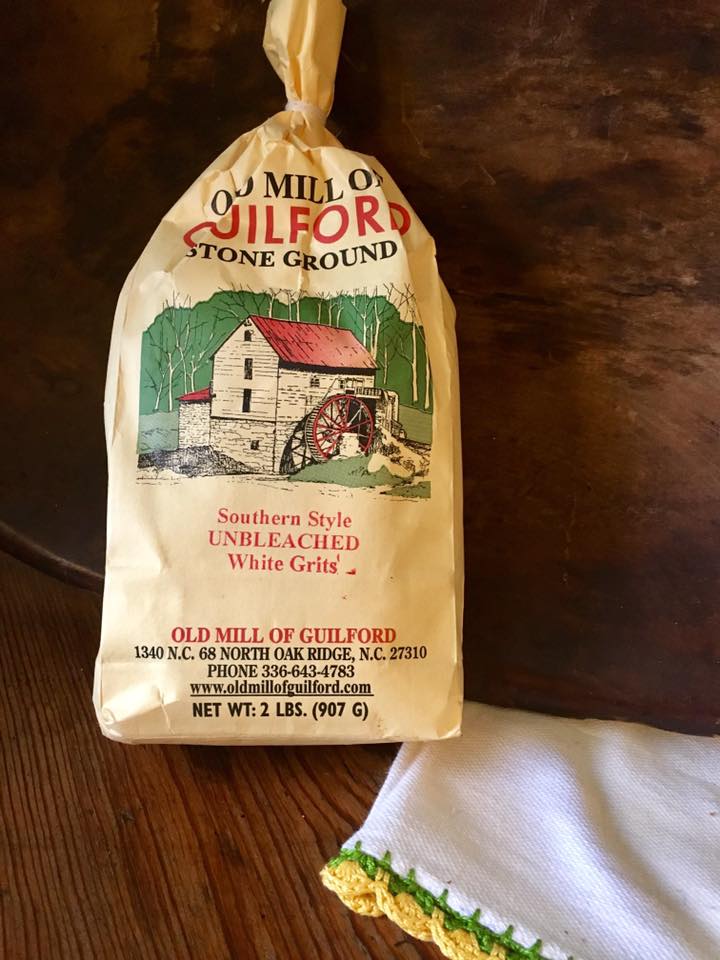 OLD MILL OF
GUILFORD
STONE GROUND
Southern Style
UNBLEACHED
White Grits
OLD MILL OF GUILFORD
1340 N.C. 68 NORTH OAK RIDGE, N.C. 27310
PHONE 336-643-4783
www.oldmillofguilford.com
NET WT: 2 LBS. (907 G)